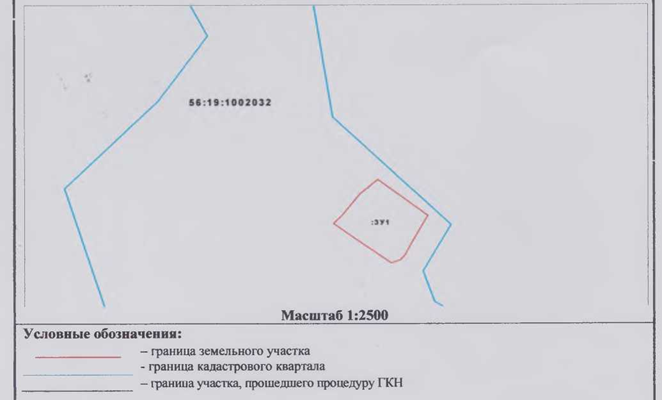 56:19:1002032
:ЗУ1
Масштаб 1:2500
Условные обозначения:
– граница земельного участка
- граница кадастрового квартала
– граница участка, прошедшего процедуру ГКН